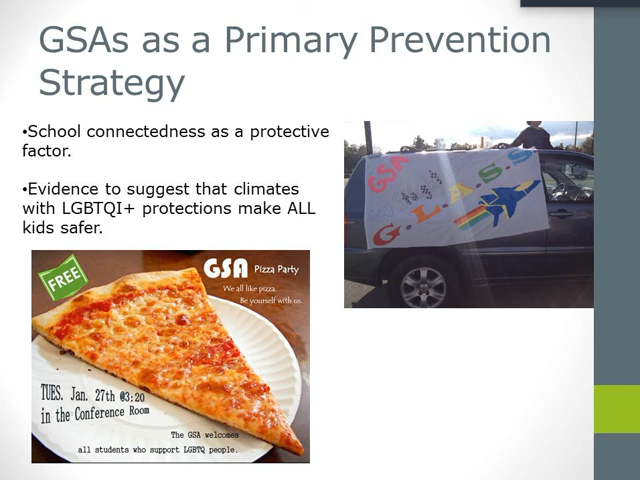 GSAs as a Primary Prevention
Strategy
•School connectedness as a protective
factor.
•Evidence to suggest that climates
with LGBTQI+ protections make ALL
kids safer.
GSA
G.L.A.S.S
FREE
GSA Pizza Party
We all like pizza.
Be yourself with us.
TUES. Jan. 27th @3:20
in the Conference Room
The GSA welcomes
all students who support LGBTQ people.